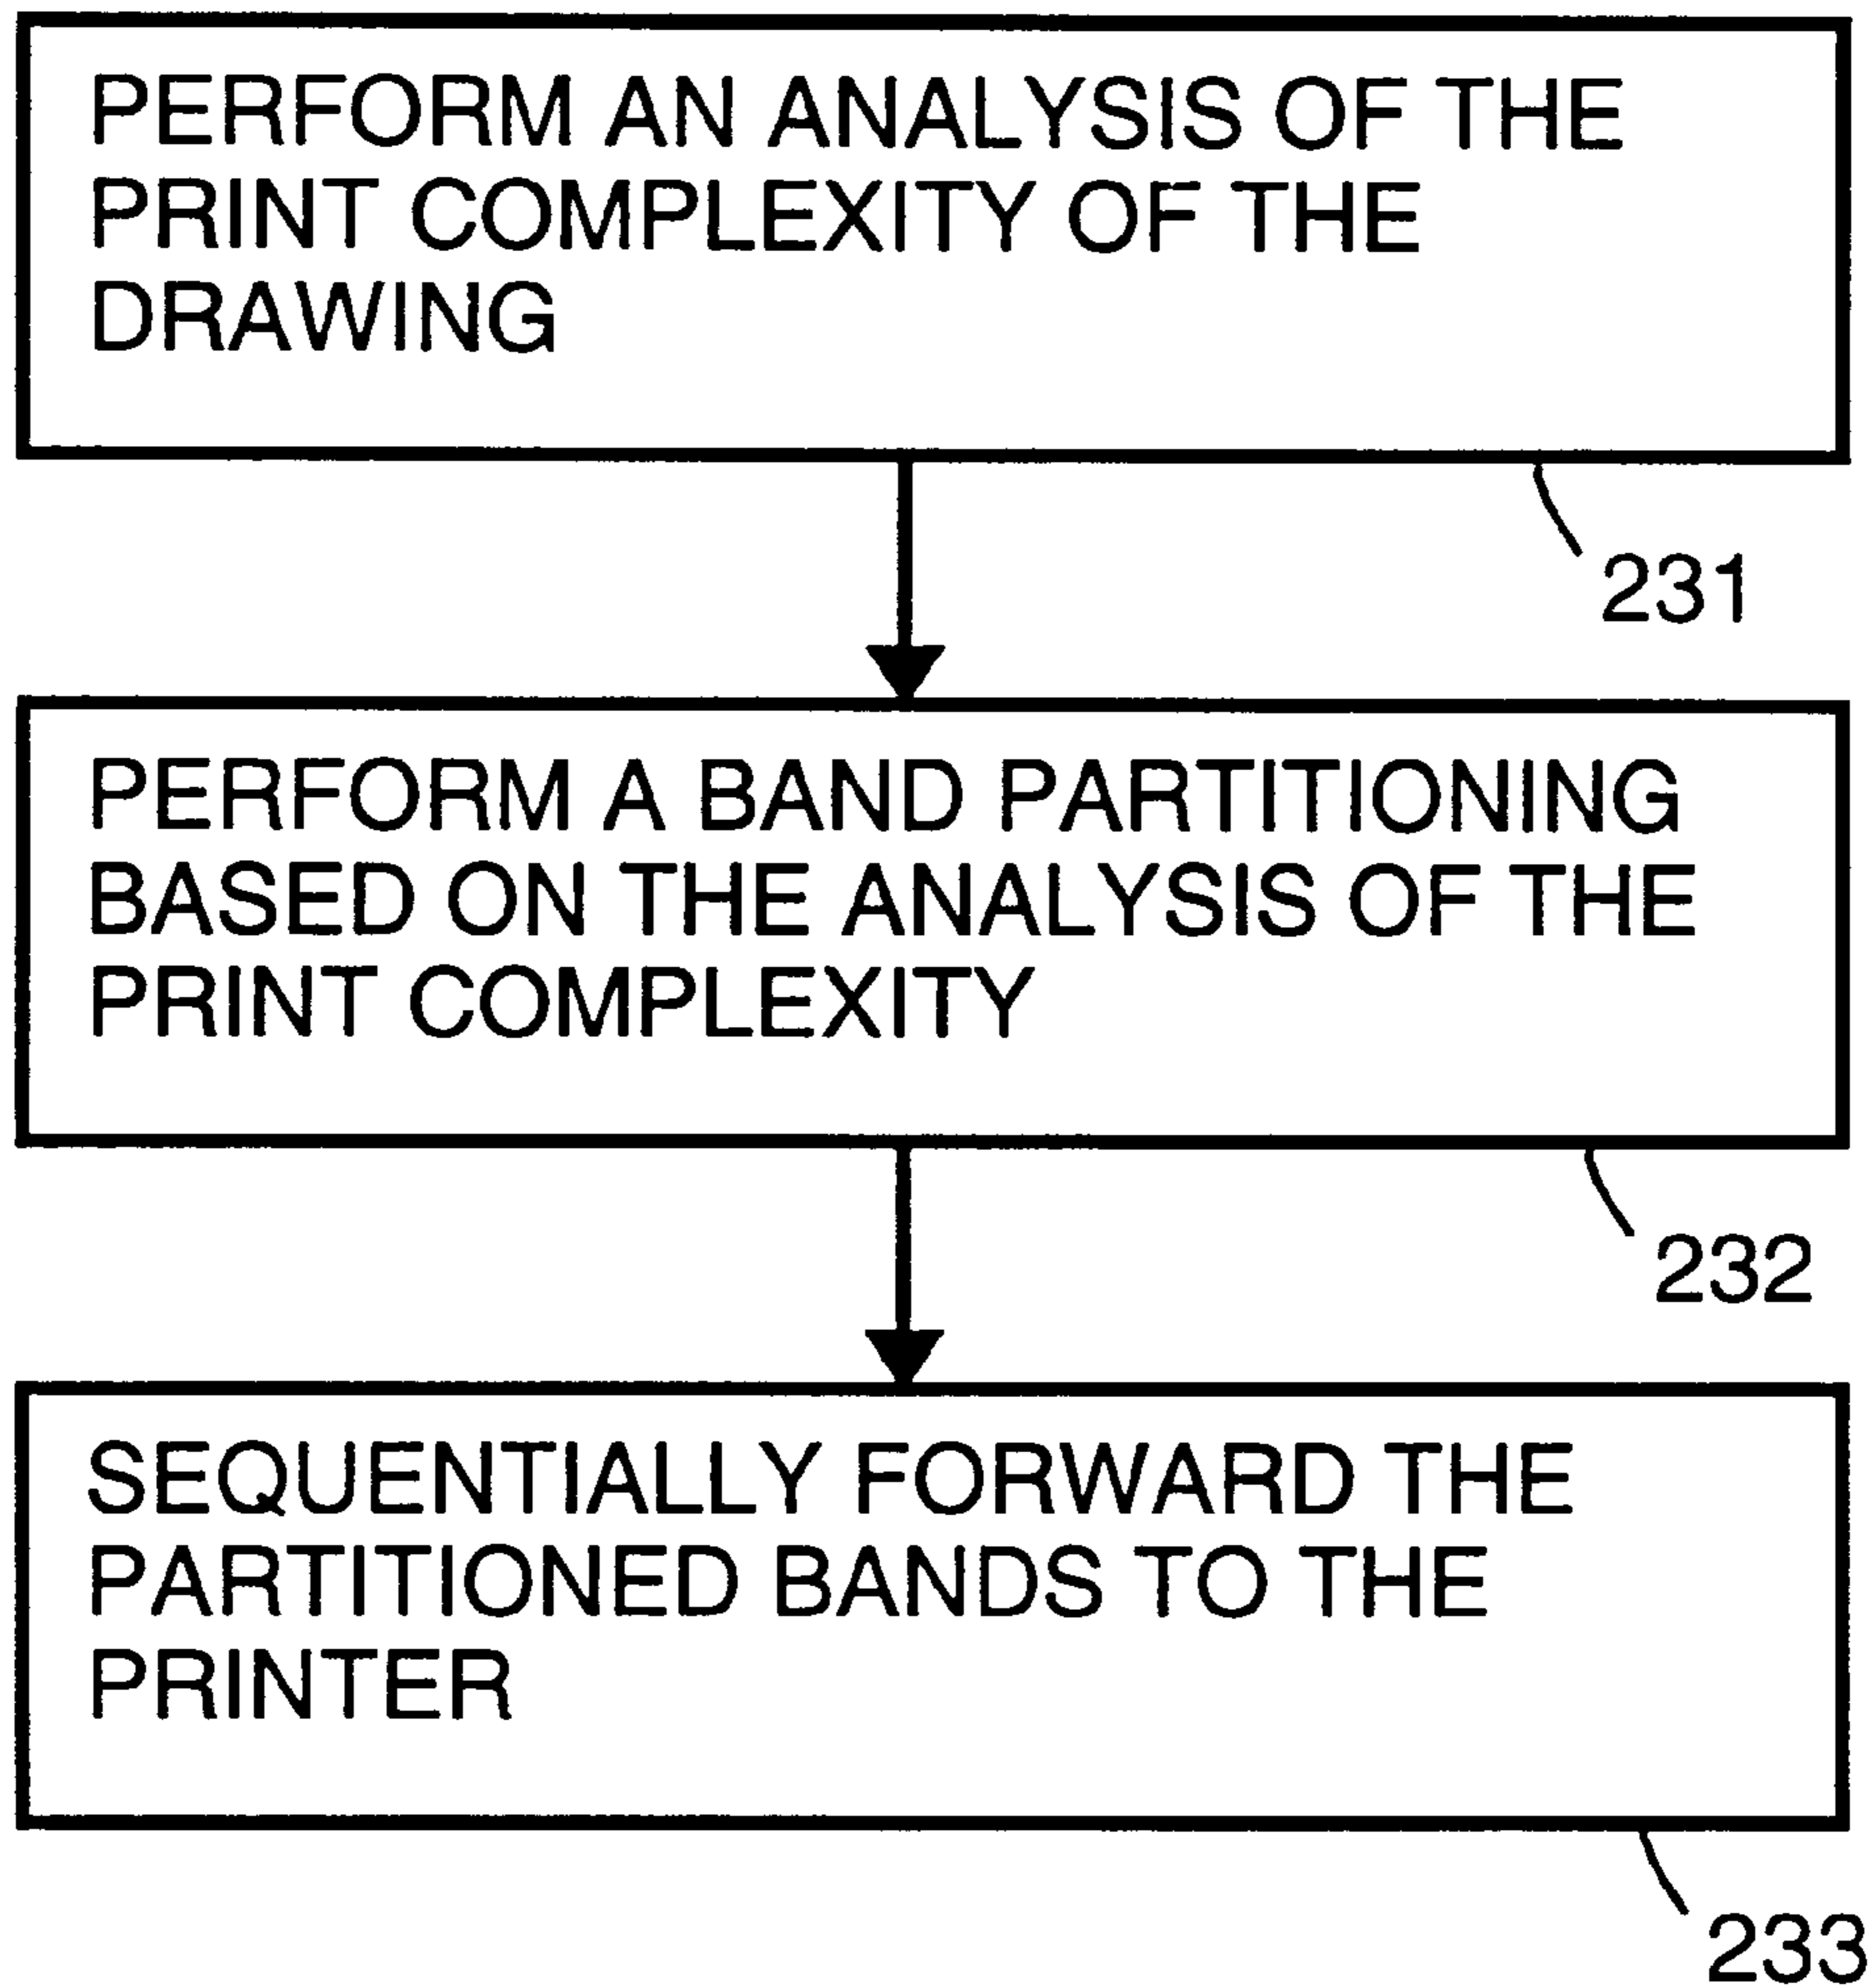 PERFORM AN ANALYSIS OF THE
PRINT COMPLEXITY OF THE
DRAWING
231
PERFORM A BAND PARTITIONING
BASED ON THE ANALYSIS OF THE
PRINT COMPLEXITY
232
SEQUENTIALLY FORWARD THE
PARTITIONED BANDS TO THE
PRINTER
233